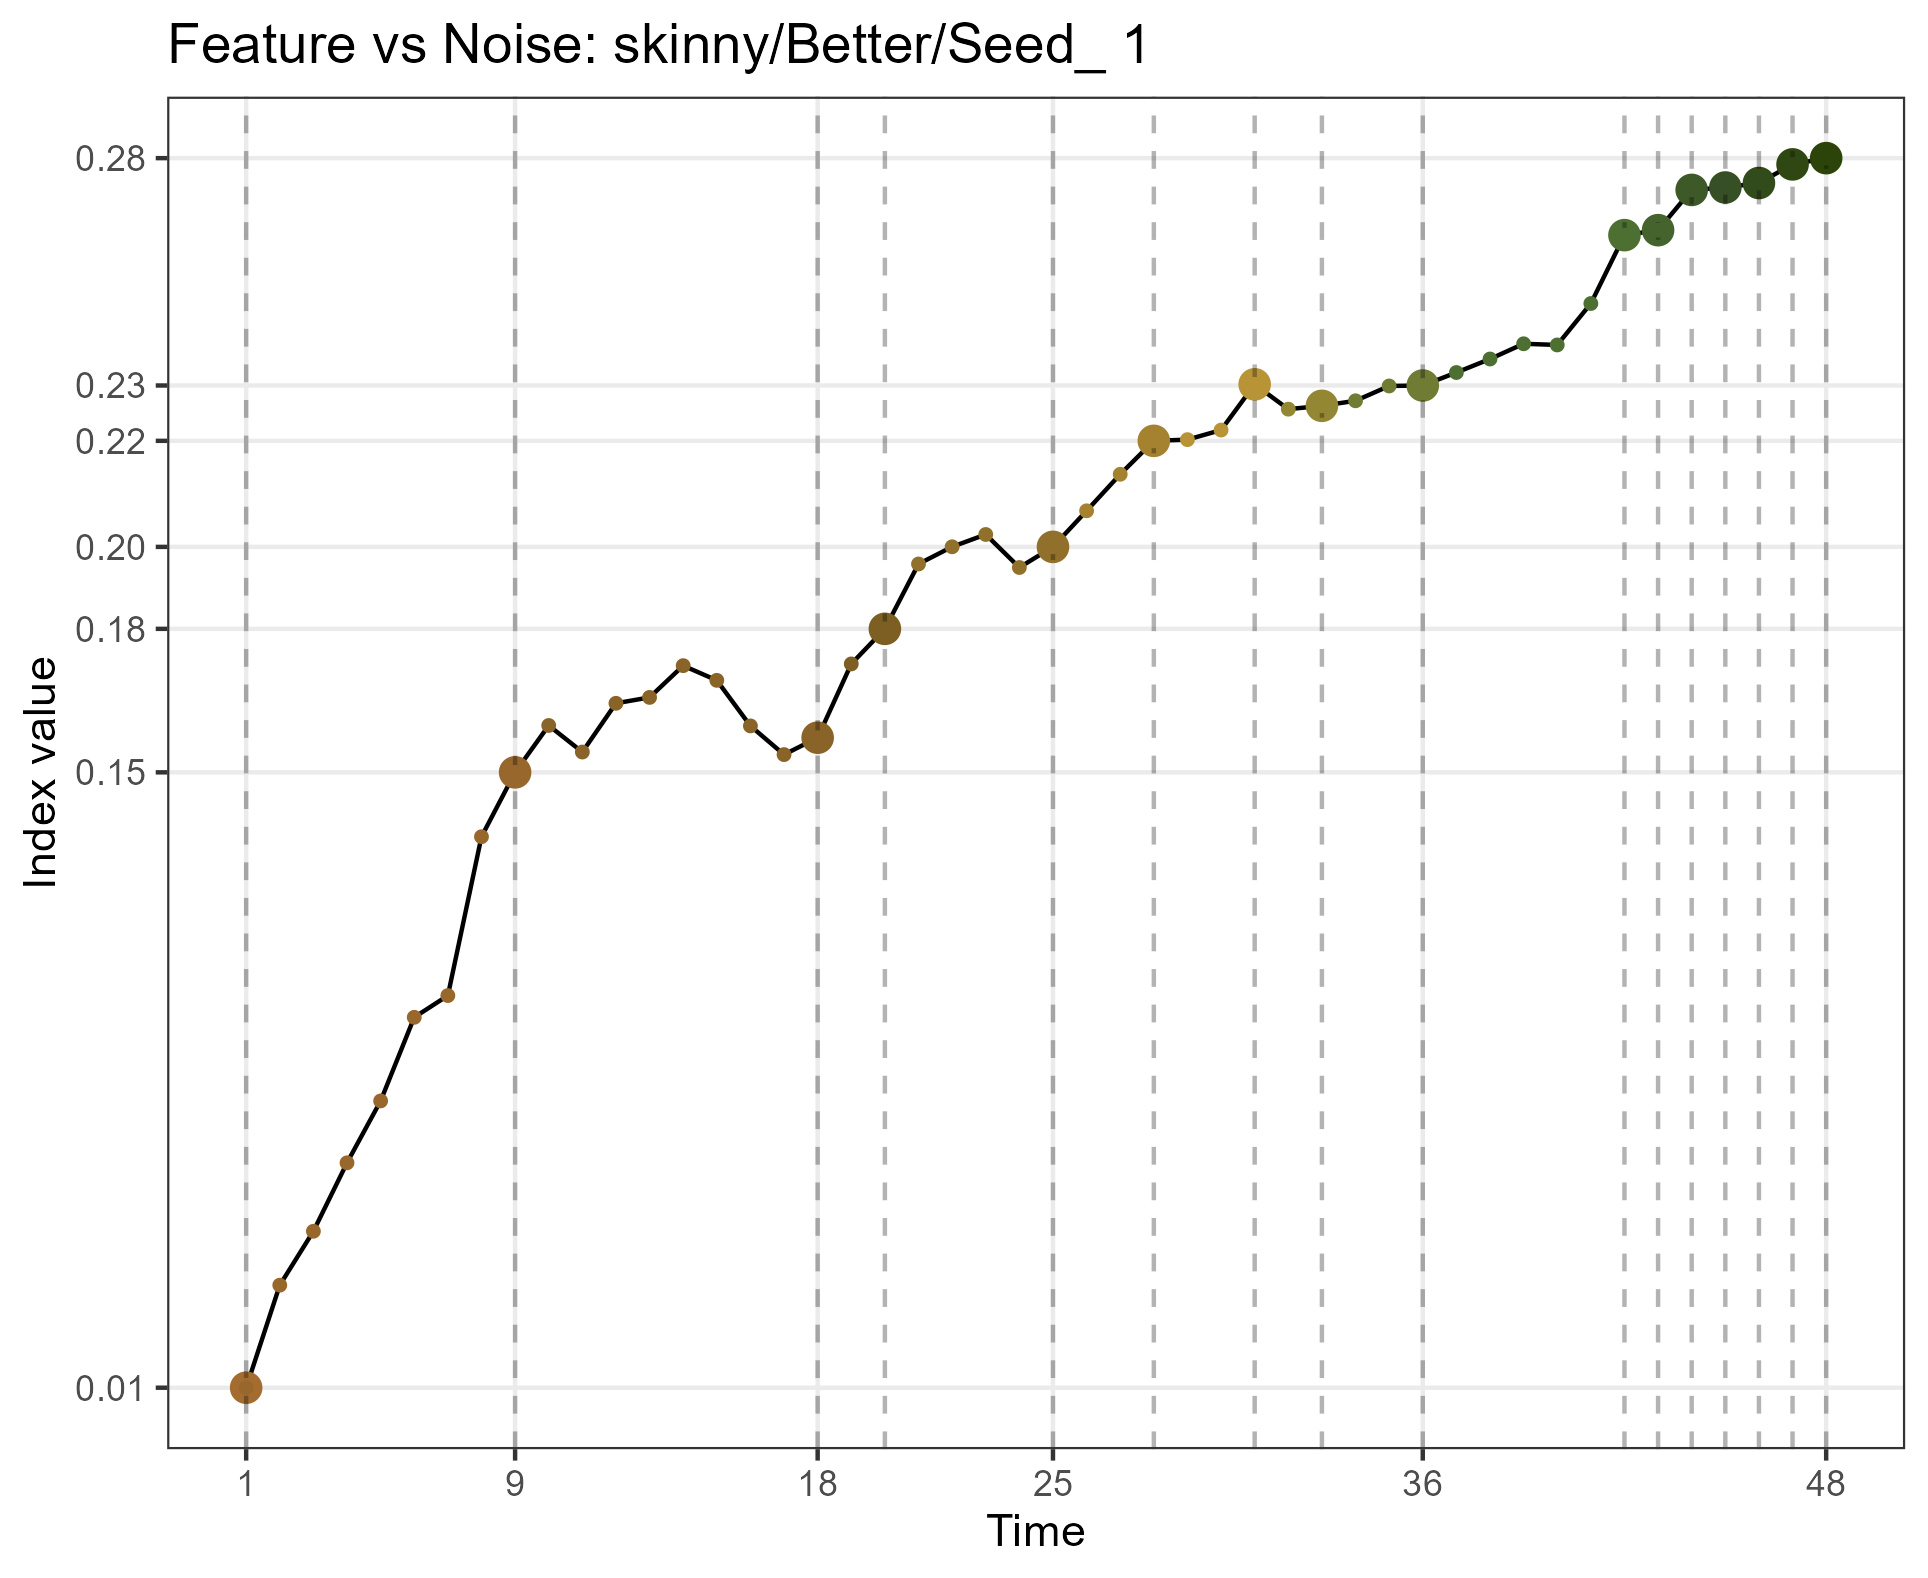 Feature vs Noise: skinny/Better/Seed_ 1
0.28
0.23
0.22
0.20
0.18
0.15
0.01
Index value
1 9 18 25 36 48
Time